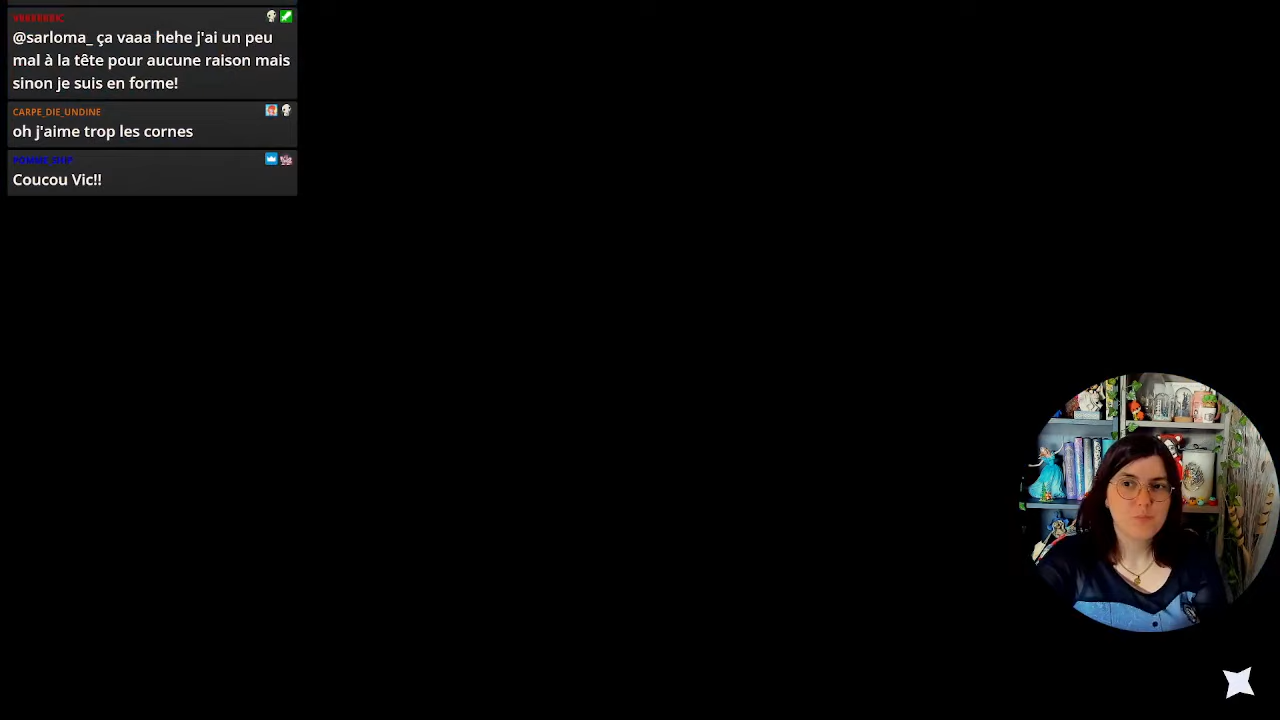 @sarloma_ ça vaaa hehe j'ai un peu
mal à la tête pour aucune raison mais
sinon je suis en forme!
CARPE_DIE_UNDINE
oh j'aime trop les cornes
Coucou Vic!!